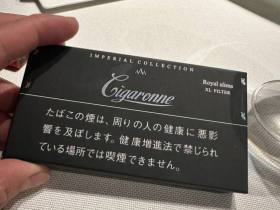 IMPERIAL COLLECTION
Cigaronne
Royal slims
XL FILTER
たばこの煙は、周りの人の健康に悪影
響を及ぼします。健康増進法で禁じられ
ている場所では喫煙できません。